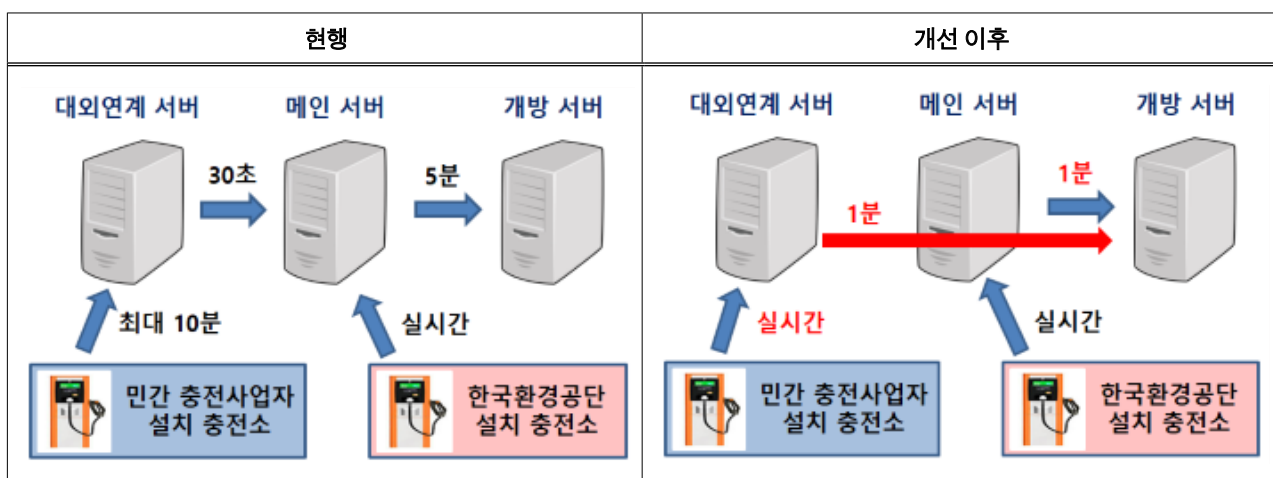 현행
대외연계 서버
메인 서버
개방 서버
30초
5분
최대 10분
실시간
민간 충전사업자
설치 충전소
한국환경공단
설치 충전소
개선 이후
대외연계 서버
메인 서버
개방 서버
1분
1분
실시간
실시간
민간 충전사업자
설치 충전소
한국환경공단
설치 충전소